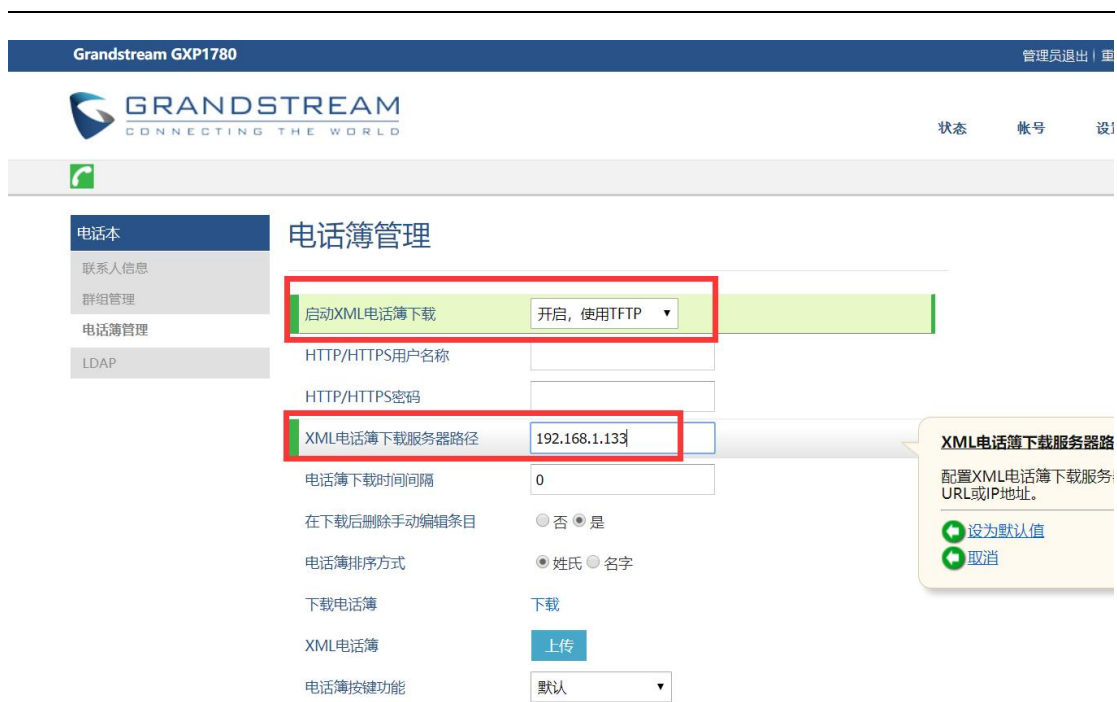 Grandstream GXP1780
管理员退出 | 重
GRANDSTREAM
CONNECTING THE WORLD
状态 帐号 设
电话本
联系人信息
群组管理
电话簿管理
LDAP
电话簿管理
启动XML电话簿下载 开启，使用TFTP
HTTP/HTTPS用户名称
HTTP/HTTPS密码
XML电话簿下载服务器路径 192.168.1.133
电话簿下载时间间隔 0
在下载后删除手动编辑条目 否 是
电话簿排序方式 姓氏 名字
下载电话簿 下载
XML电话簿 上传
电话簿按键功能 默认
XML电话簿下载服务器路
配置XML电话簿下载服务
URL或IP地址。
设为默认值
取消